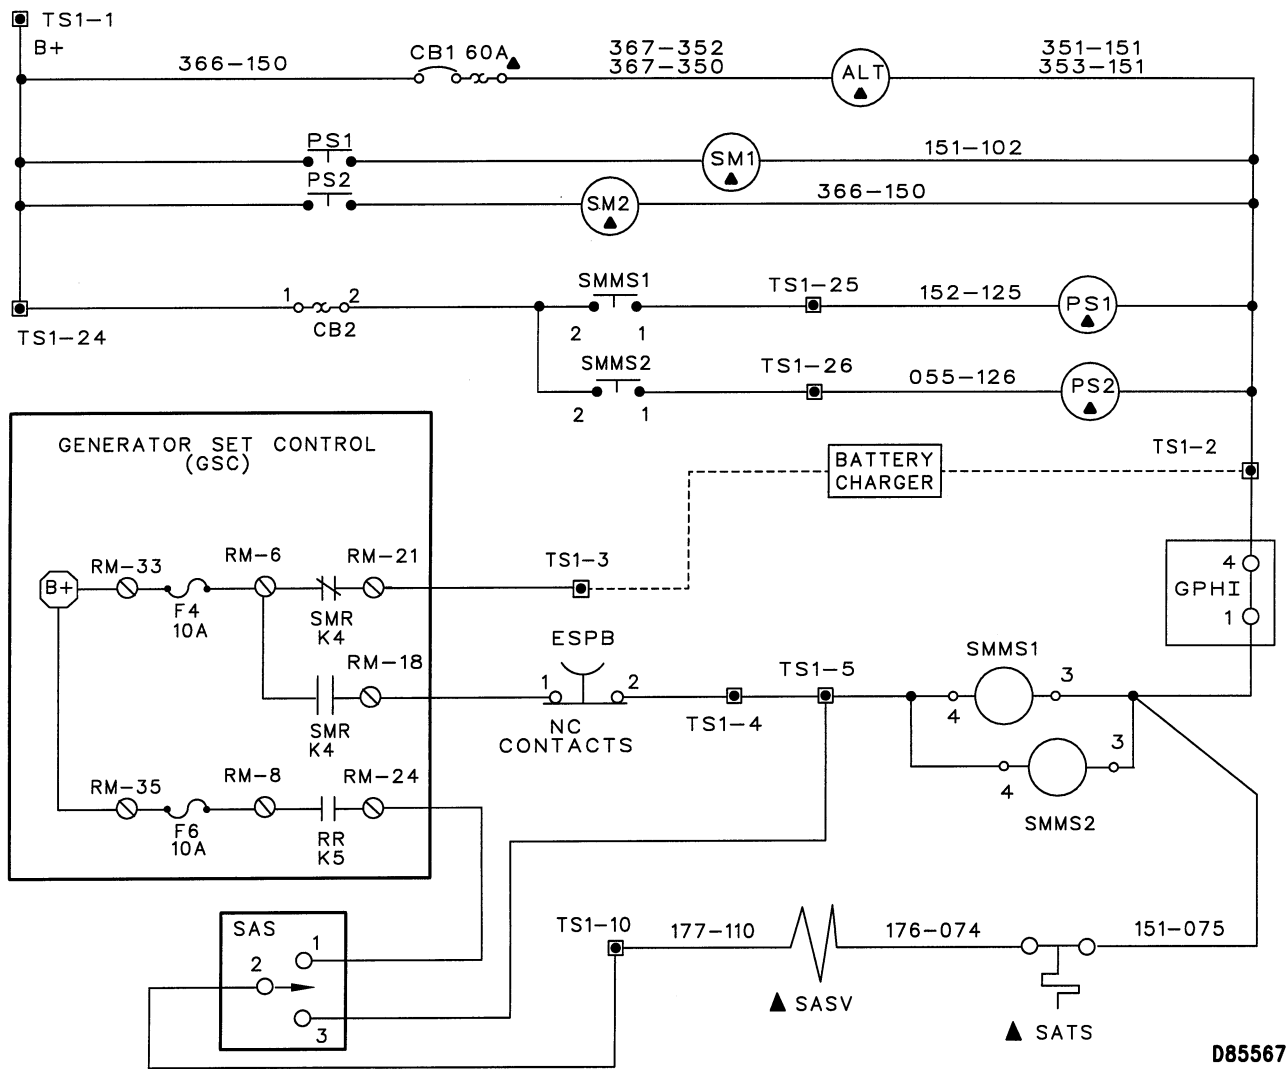 TS1-1
B+
366-150
CB1 60A
367-352
367-350
ALT
351-151
353-151
PS1
SM1
151-102
PS2
SM2
366-150
TS1-24
1
2
CB2
SMMS1
2
1
TS1-25
152-125
PS1
SMMS2
2
1
TS1-26
055-126
PS2
GENERATOR SET CONTROL
(GSC)
BATTERY
CHARGER
TS1-2
B+
RM-33
F4
10A
RM-6
SMR
K4
RM-21
TS1-3
4
GPHI
1
RM-18
SMR
K4
ESPB
1
2
NC
CONTACTS
TS1-4
TS1-5
SMMS1
4
3
SMMS2
4
3
RM-35
F6
10A
RM-8
RR
K5
RM-24
SAS
1
2
3
TS1-10
177-110
SASV
176-074
SATS
151-075
D85567